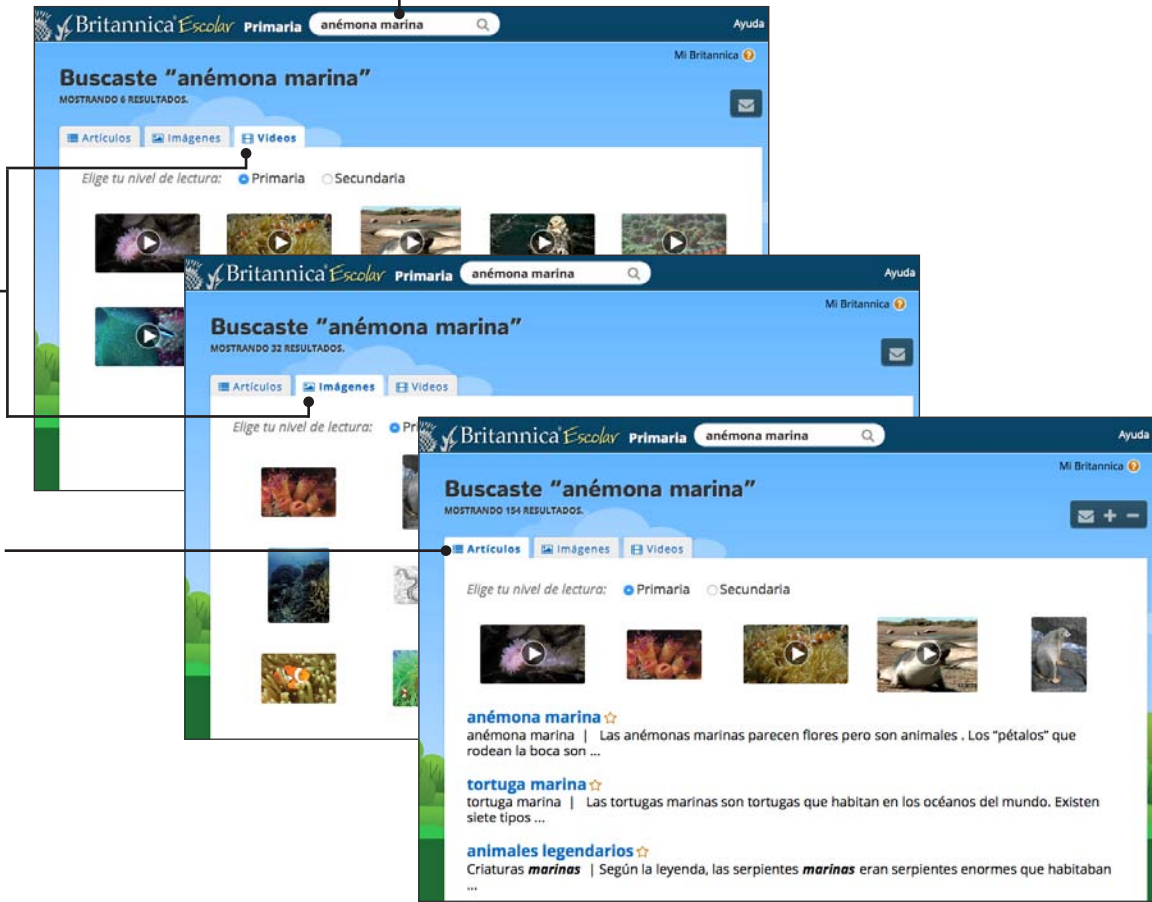 Britannica Escolar Primaria anémona marina Ayuda
Mi Britannica ?
Buscaste "anémona marina"
MOSTRANDO 6 RESULTADOS.
Artículos Imágenes Videos
Elige tu nivel de lectura: Primaria Secundaria
Britannica Escolar Primaria anémona marina Ayuda
Mi Britannica ?
Buscaste "anémona marina"
MOSTRANDO 32 RESULTADOS.
Artículos Imágenes Videos
Elige tu nivel de lectura: Pri
Britannica Escolar Primaria anémona marina Ayuda
Mi Britannica ?
Buscaste "anémona marina"
MOSTRANDO 154 RESULTADOS.
Artículos Imágenes Videos
Elige tu nivel de lectura: Primaria Secundaria
anémona marina
anémona marina | Las anémonas marinas parecen flores pero son animales . Los "pétalos" que
rodean la boca son ...
tortuga marina
tortuga marina | Las tortugas marinas son tortugas que habitan en los océanos del mundo. Existen
siete tipos ...
animales legendarios
Criaturas marinas | Según la leyenda, las serpientes marinas eran serpientes enormes que habitaban
...